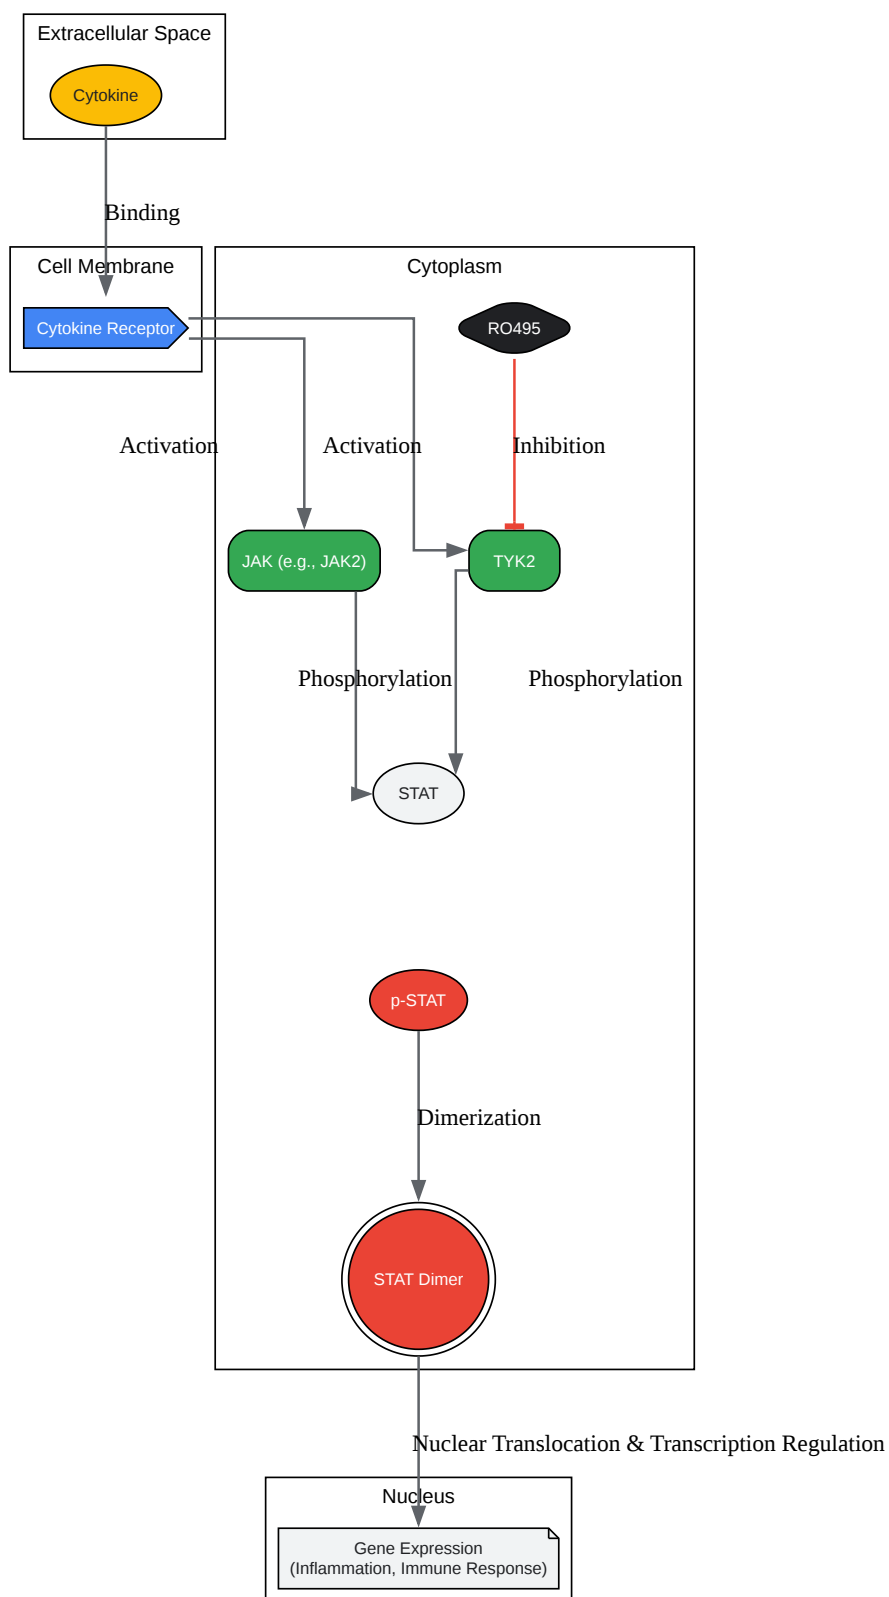 Extracellular Space
Cytokine
Binding
Cell Membrane
Cytoplasm
Cytokine Receptor
RO495
Activation
Activation
Inhibition
JAK (e.g., JAK2)
TYK2
Phosphorylation
Phosphorylation
STAT
p-STAT
Dimerization
STAT Dimer
Nuclear Translocation & Transcription Regulation
Nucleus
Gene Expression
(Inflammation, Immune Response)